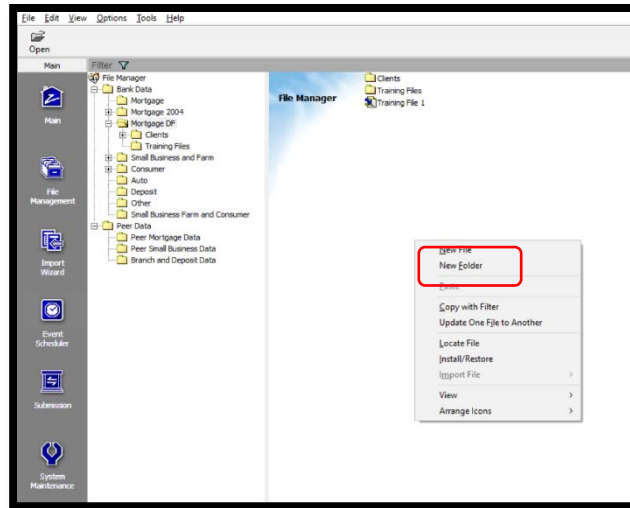 File Edit View Options Tools Help
Open
Main Filter
Main
File Management
Import Wizard
Event Scheduler
Submission
System Maintenance
File Manager
Bank Data
Mortgage
Mortgage 2004
Mortgage DF
Clients
Training Files
Small Business and Farm
Consumer
Auto
Deposit
Other
Small Business Farm and Consumer
Peer Data
Peer Mortgage Data
Peer Small Business Data
Branch and Deposit Data
File Manager
Clients
Training Files
Training File 1
New File
New Folder
Paste
Copy with Filter
Update One File to Another
Locate File
Install/Restore
Import File
View
Arrange Icons